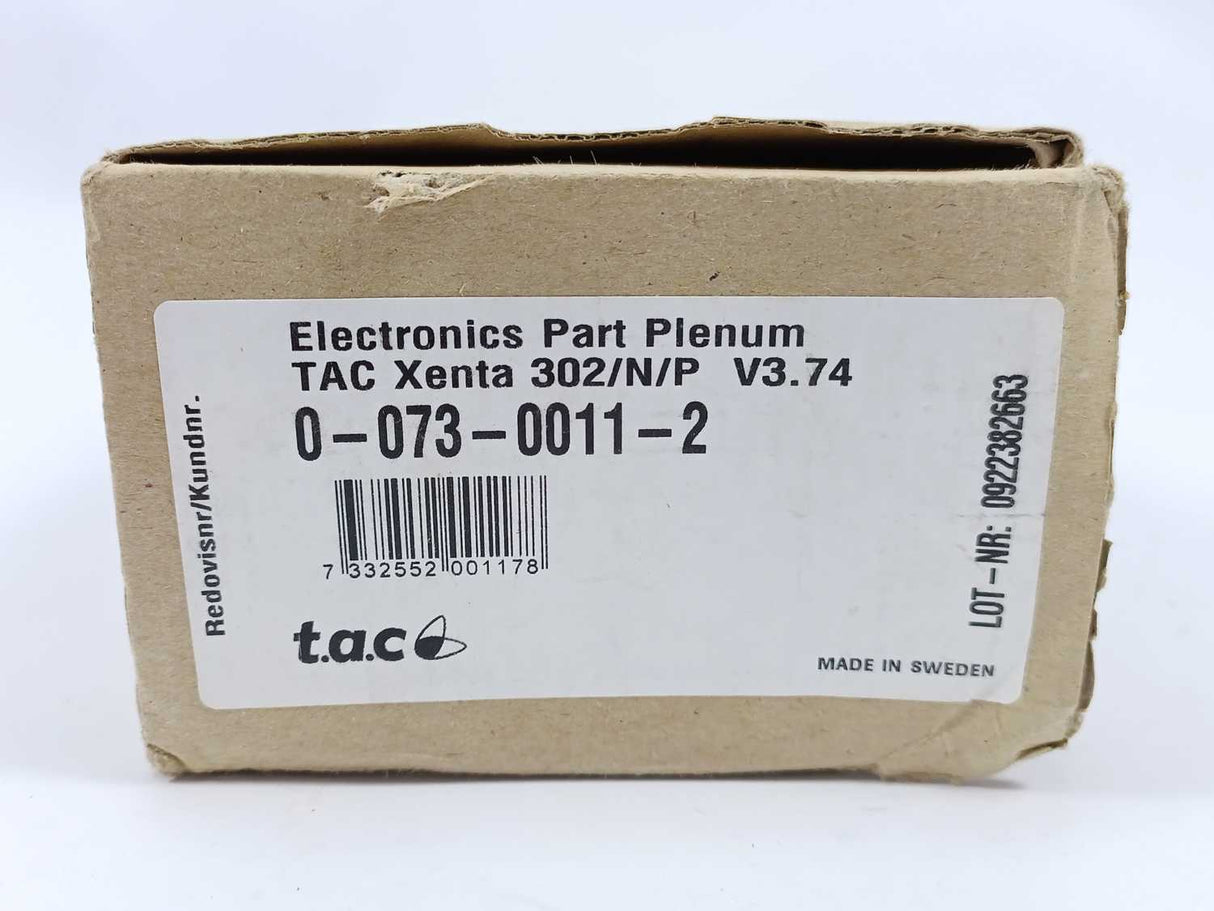 Electronics Part Plenum
TAC Xenta 302/N/P V3.74
0-073-0011-2
7 332552 001178
t.a.c
MADE IN SWEDEN
Redovisnr/Kundnr.
LOT-NR: 0922382663